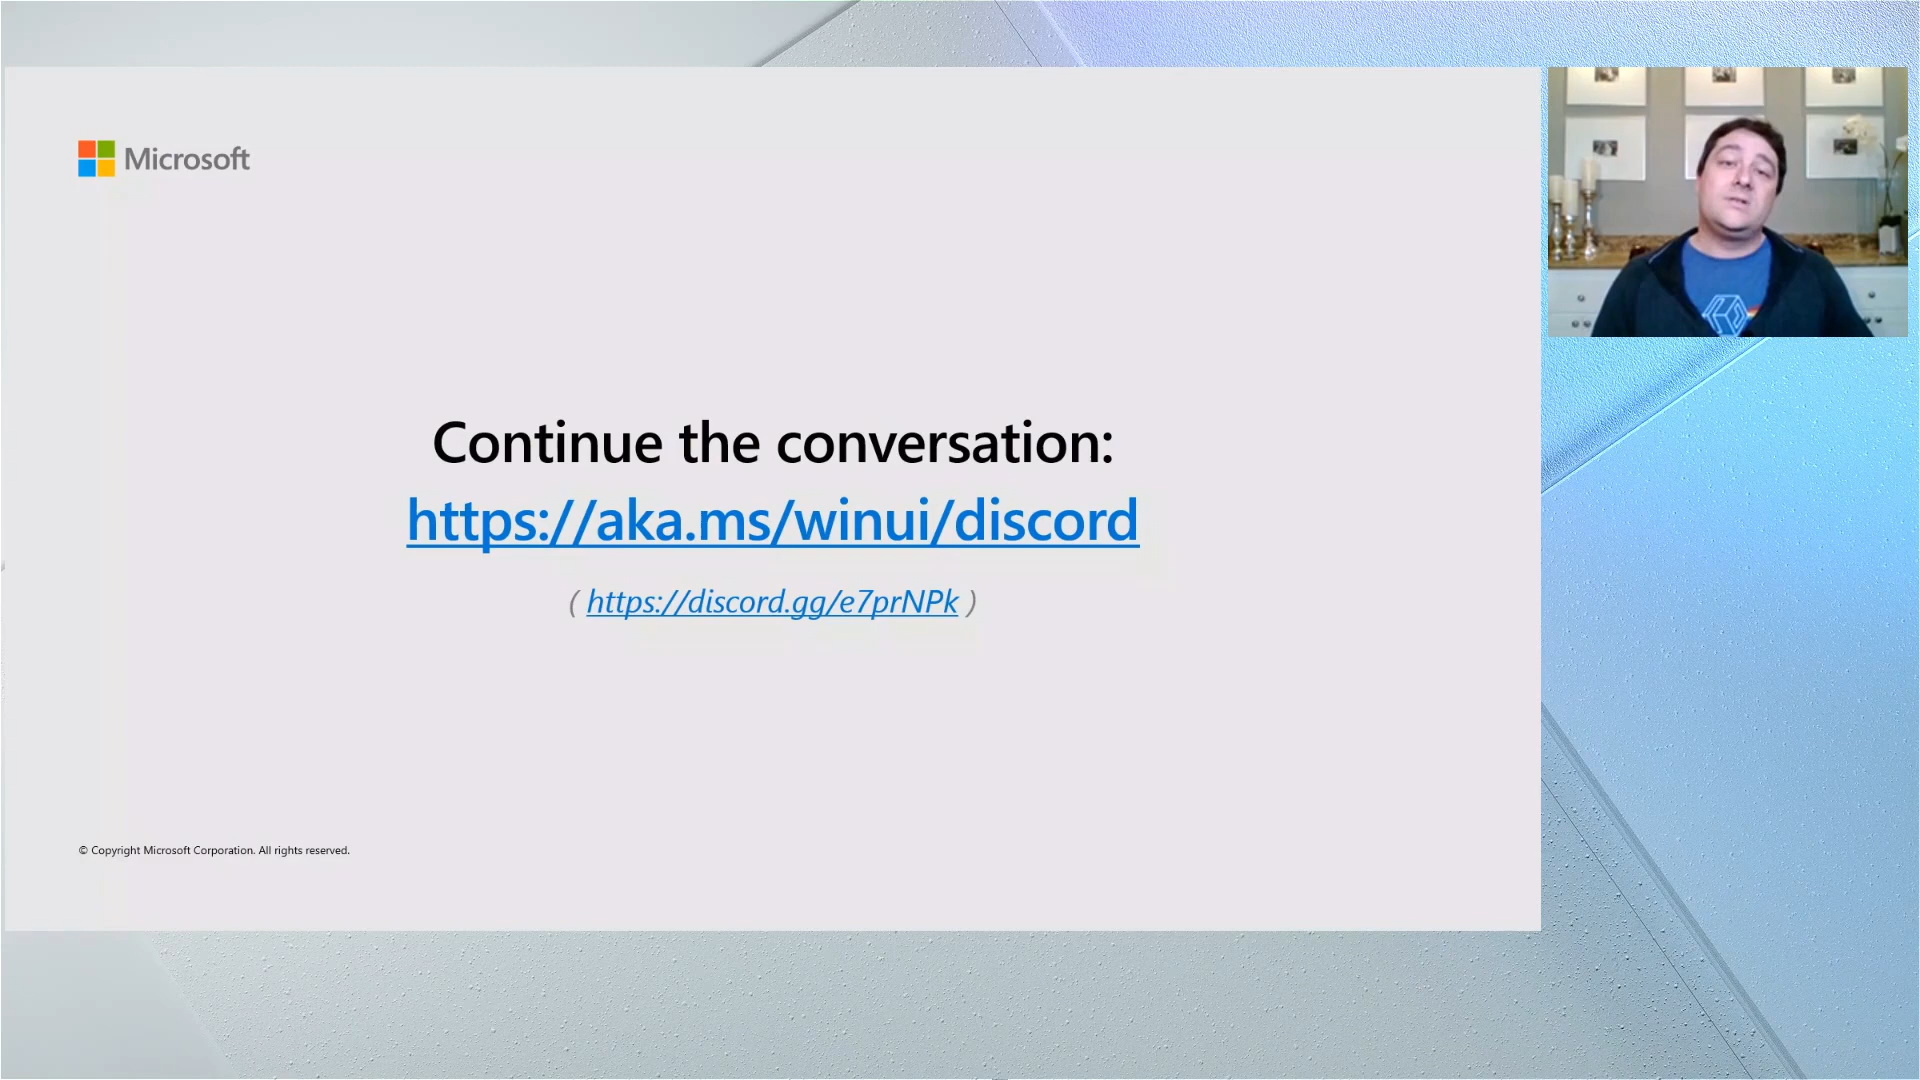 Microsoft
Continue the conversation:
https://aka.ms/winui/discord
( https://discord.gg/e7prNPk )
© Copyright Microsoft Corporation. All rights reserved.